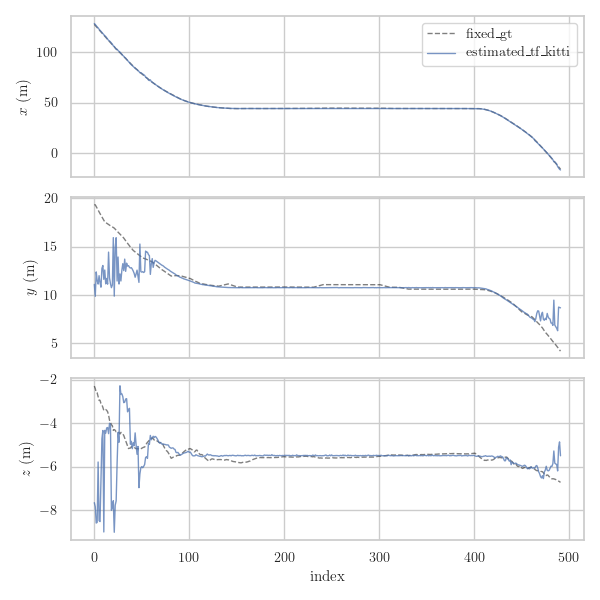 fixed_gt
estimated_tf_kitti
x (m)
100
50
0
y (m)
20
15
10
5
z (m)
−2
−4
−6
−8
0 100 200 300 400 500
index